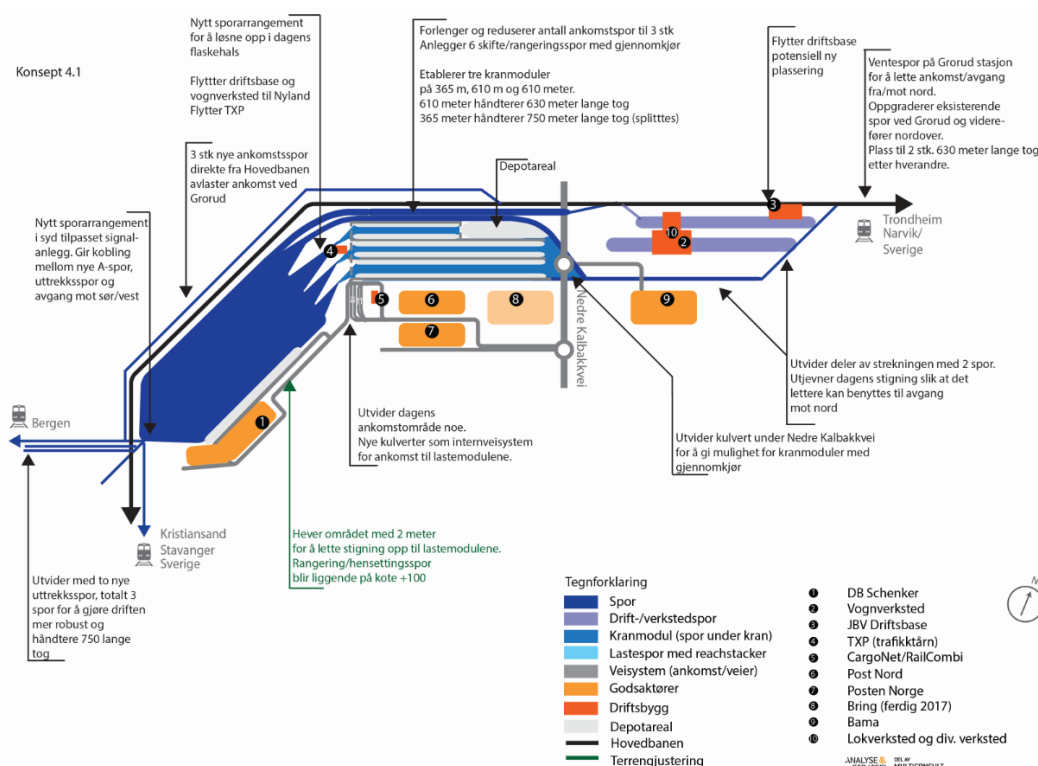 Konsept 4.1
Nytt sporarrangement
for å løsne opp i dagens
flaskehals
Flyttter driftsbase og
vognverksted til Nyland
Flytter TXP
Forlenger og reduserer antall ankomstspor til 3 stk
Anlegger 6 skifte/rangeringsspor med gjennomkjør
Etablerer tre kranmoduler
på 365 m, 610 m og 610 meter.
610 meter håndterer 630 meter lange tog
365 meter håndterer 750 meter lange tog (splitttes)
Flytter driftsbase
potensiell ny
plassering
Ventespor på Grorud stasjon
for å lette ankomst/avgang
fra/mot nord.
Oppgraderer eksisterende
spor ved Grorud og videre-
fører nordover.
Plass til 2 stk. 630 meter lange tog
etter hverandre.
3 stk nye ankomstsspor
direkte fra Hovedbanen
avlaster ankomst ved
Grorud
Depotareal
Nytt sporarrangement
i syd tilpasset signal-
anlegg. Gir kobling
mellom nye A-spor,
uttrekksspor og
avgang mot sør/vest
Trondheim
Narvik/
Sverige
3
10
2
4
5
6
7
8
9
1
Nedre Kalbakkvei
Utvider deler av strekningen med 2 spor.
Utjevner dagens stigning slik at det
lettere kan benyttes til avgang
mot nord
Bergen
Utvider dagens
ankomstområde noe.
Nye kulverter som internveisystem
for ankomst til lastemodulene.
Utvider kulvert under Nedre Kalbakkvei
for å gi mulighet for kranmoduler med
gjennomkjør
Kristiansand
Stavanger
Sverige
Hever området med 2 meter
for å lette stigning opp til lastemodulene.
Rangering/hensettingsspor
blir liggende på kote +100
Utvider med to nye
uttrekksspor, totalt 3
spor for å gjøre driften
mer robust og
håndtere 750 lange
tog
Tegnforklaring
Spor
Drift-/verkstedspor
Kranmodul (spor under kran)
Lastespor med reachstacker
Veisystem (ankomst/veier)
Godsaktører
Driftsbygg
Depotareal
Hovedbanen
Terrengjustering
1 DB Schenker
2 Vognverksted
3 JBV Driftsbase
4 TXP (trafikktårn)
5 CargoNet/RailCombi
6 Post Nord
7 Posten Norge
8 Bring (ferdig 2017)
9 Bama
10 Lokverksted og div. verksted
N
ANALYSE &
DEL AV